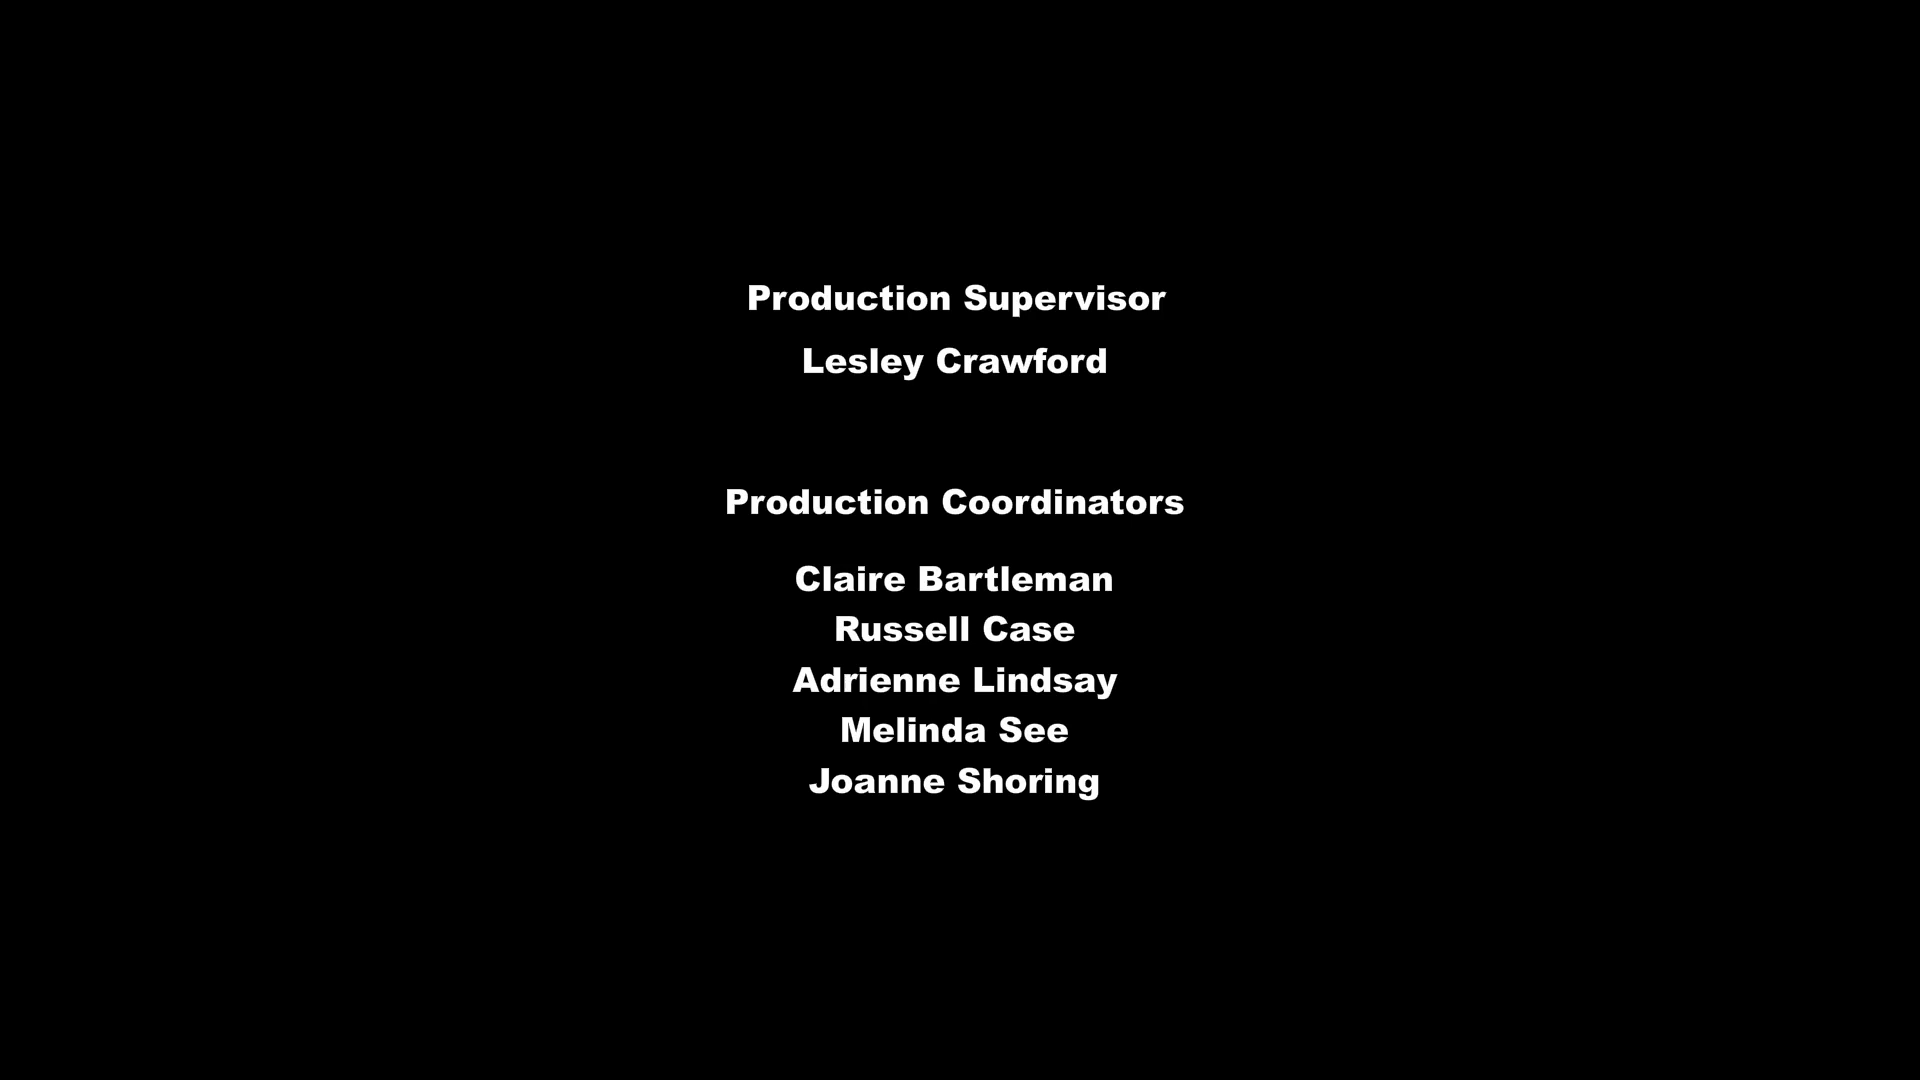 Production Supervisor
Lesley Crawford
Production Coordinators
Claire Bartleman
Russell Case
Adrienne Lindsay
Melinda See
Joanne Shoring